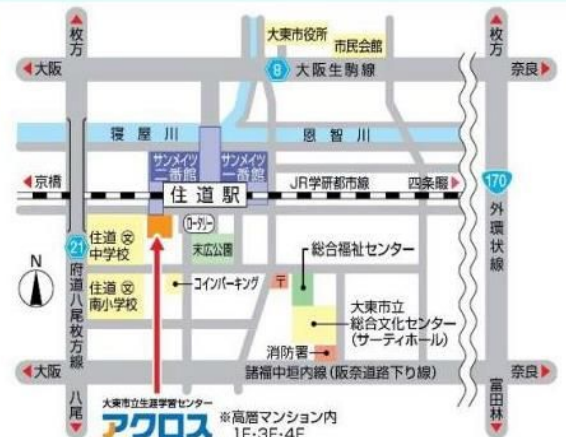 枚方
枚方
大東市役所
市民会館
大阪
8
大阪生駒線
奈良
寝屋川
恩智川
サンメイツ
二番館
サンメイツ
一番館
京橋
住道駅
JR学研都市線
四条畷
170
外環状線
ロータリー
住道 文
中学校
末広公園
21
府道八尾枚方線
N
住道 文
南小学校
コインパーキング
〒
総合福祉センター
大東市立
総合文化センター
(サーティホール)
消防署
大阪
諸福中垣内線(阪奈道路下り線)
奈良
八尾
富田林
大東市立生涯学習センター
アクロス
※高層マンション内
1F・3F・4F